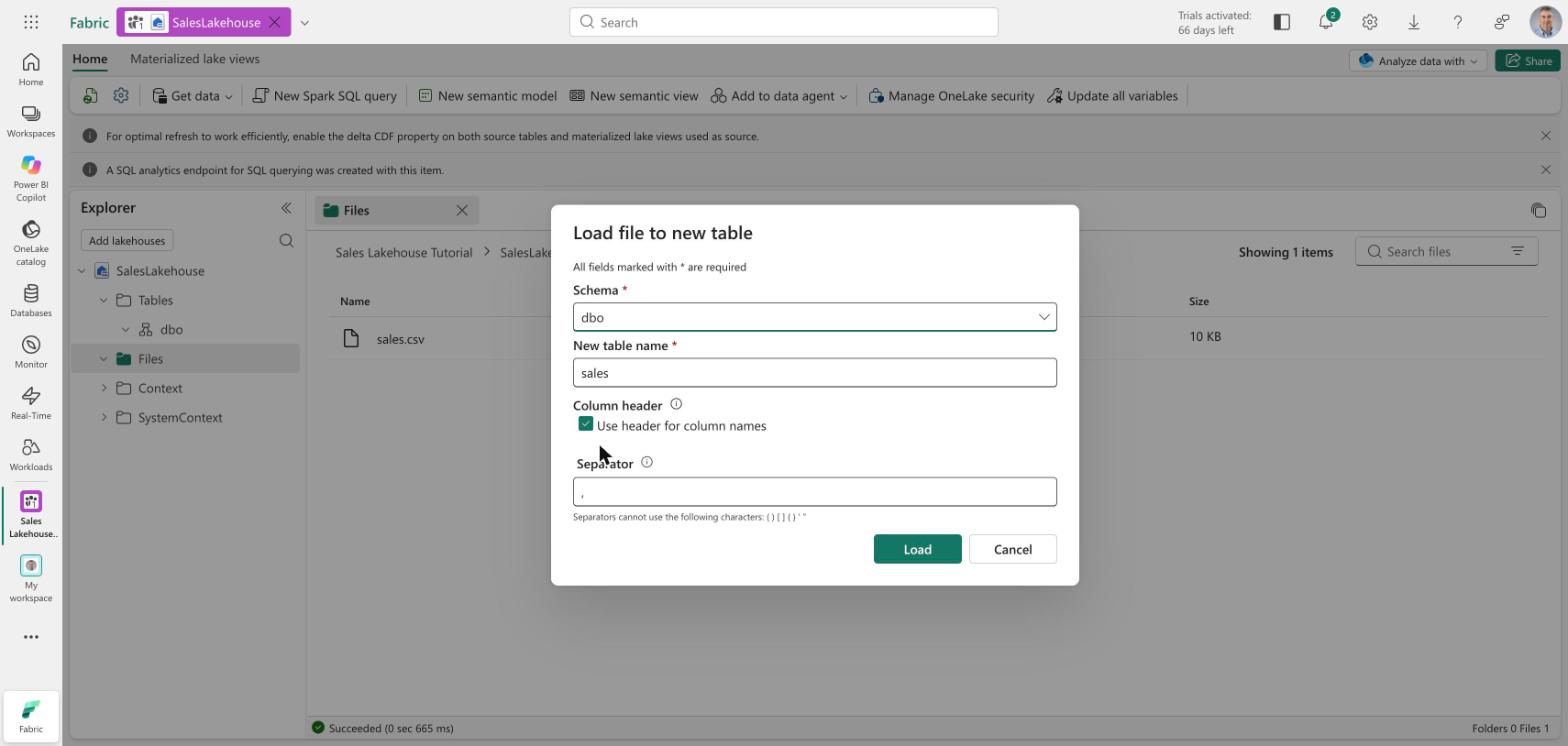 Fabric
SalesLakehouse
Search
Trials activated:
66 days left
2
Home
Workspaces
Power BI
Copilot
OneLake
catalog
Databases
Monitor
Real-Time
Workloads
Sales
Lakehouse..
My
workspace
Fabric
Home
Materialized lake views
Analyze data with
Share
Get data
New Spark SQL query
New semantic model
New semantic view
Add to data agent
Manage OneLake security
Update all variables
For optimal refresh to work efficiently, enable the delta CDF property on both source tables and materialized lake views used as source.
A SQL analytics endpoint for SQL querying was created with this item.
Explorer
Add lakehouses
SalesLakehouse
Tables
dbo
Files
Context
SystemContext
Files
Sales Lakehouse Tutorial > SalesLake
Showing 1 items
Search files
Name
Size
sales.csv
10 KB
Load file to new table
All fields marked with * are required
Schema *
dbo
New table name *
sales
Column header
Use header for column names
Separator
,
Separators cannot use the following characters: ( ) [ ] { } ' "
Load
Cancel
Succeeded (0 sec 665 ms)
Folders 0 Files 1